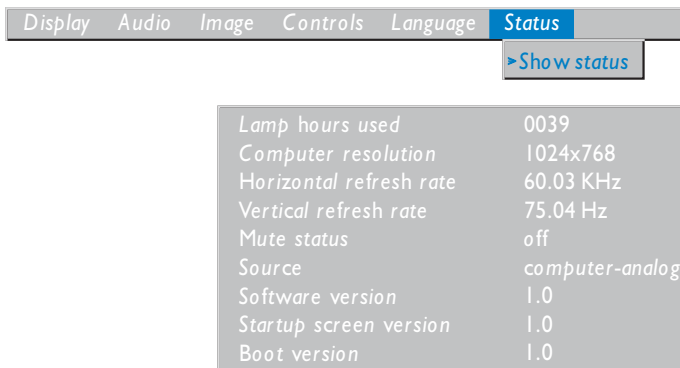 Display Audio Image Controls Language Status
➤Show status
Lamp hours used 0039
Computer resolution 1024x768
Horizontal refresh rate 60.03 KHz
Vertical refresh rate 75.04 Hz
Mute status off
Source computer-analog
Software version 1.0
Startup screen version 1.0
Boot version 1.0